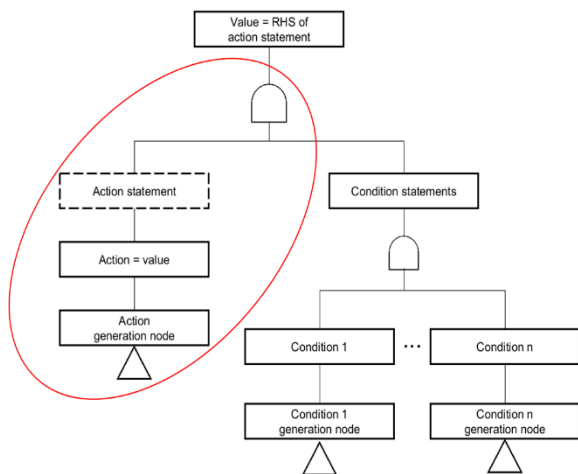 Value = RHS of
action statement
Action statement
Condition statements
Action = value
Action
generation node
Condition 1
...
Condition n
Condition 1
generation node
Condition n
generation node